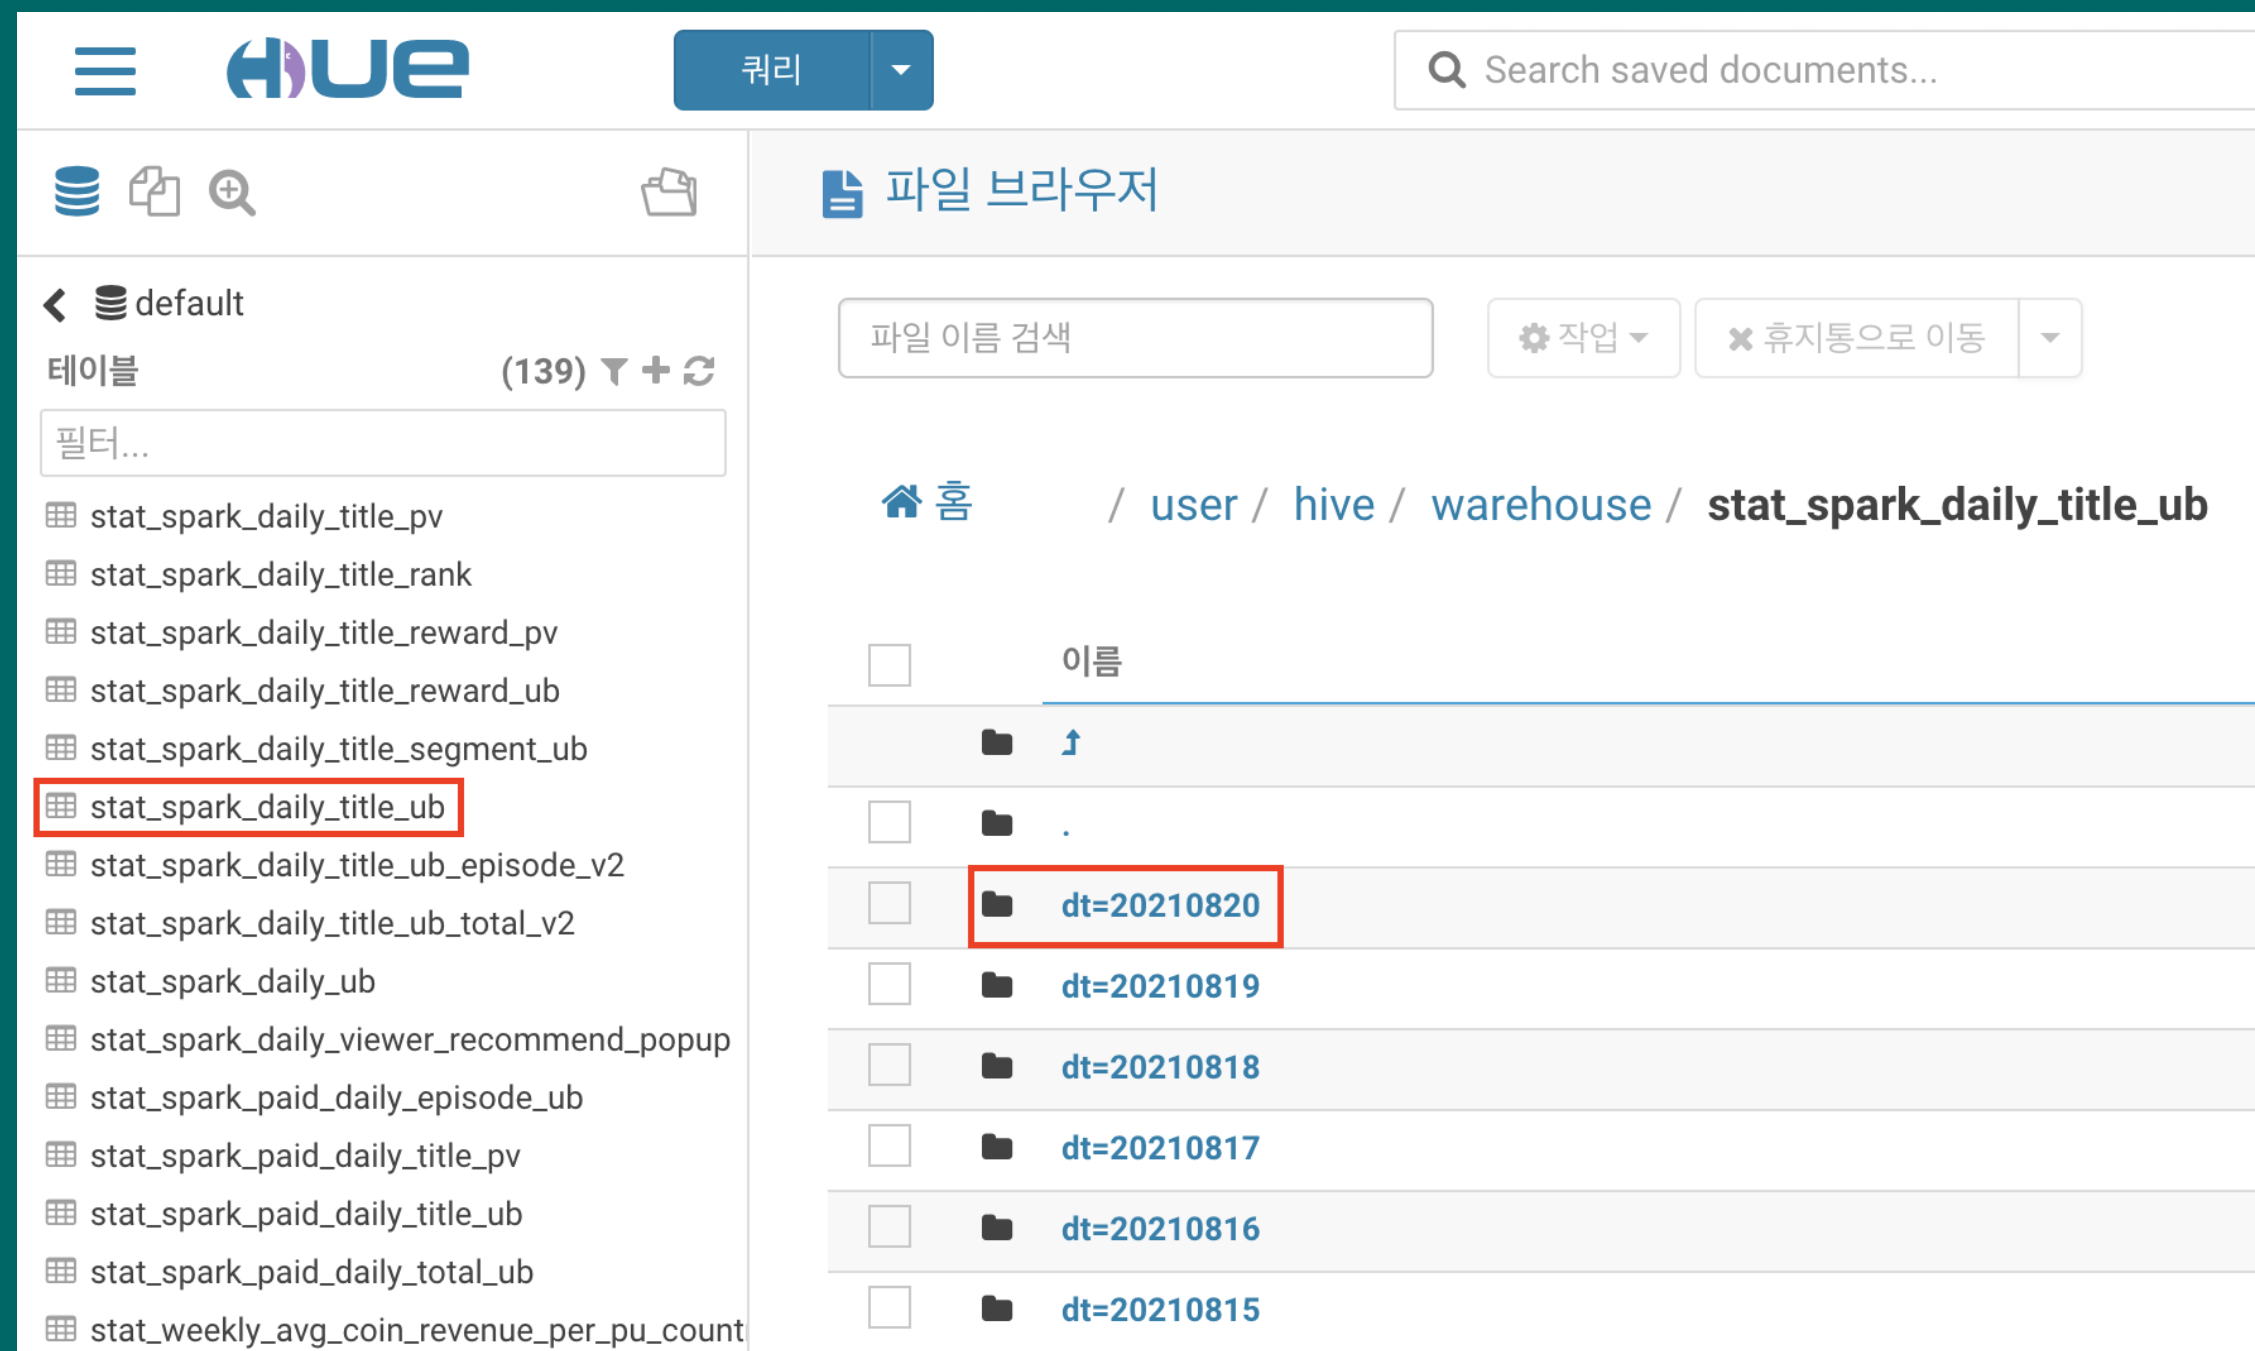 HUE
쿼리
Search saved documents...
파일 브라우저
default
테이블 (139)
필터...
stat_spark_daily_title_pv
stat_spark_daily_title_rank
stat_spark_daily_title_reward_pv
stat_spark_daily_title_reward_ub
stat_spark_daily_title_segment_ub
stat_spark_daily_title_ub
stat_spark_daily_title_ub_episode_v2
stat_spark_daily_title_ub_total_v2
stat_spark_daily_ub
stat_spark_daily_viewer_recommend_popup
stat_spark_paid_daily_episode_ub
stat_spark_paid_daily_title_pv
stat_spark_paid_daily_title_ub
stat_spark_paid_daily_total_ub
stat_weekly_avg_coin_revenue_per_pu_count
파일 이름 검색
작업
휴지통으로 이동
홈 / user / hive / warehouse / stat_spark_daily_title_ub
이름
.
dt=20210820
dt=20210819
dt=20210818
dt=20210817
dt=20210816
dt=20210815